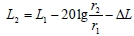 L₂ = L₁ − 20lg r₂/r₁ − ΔL